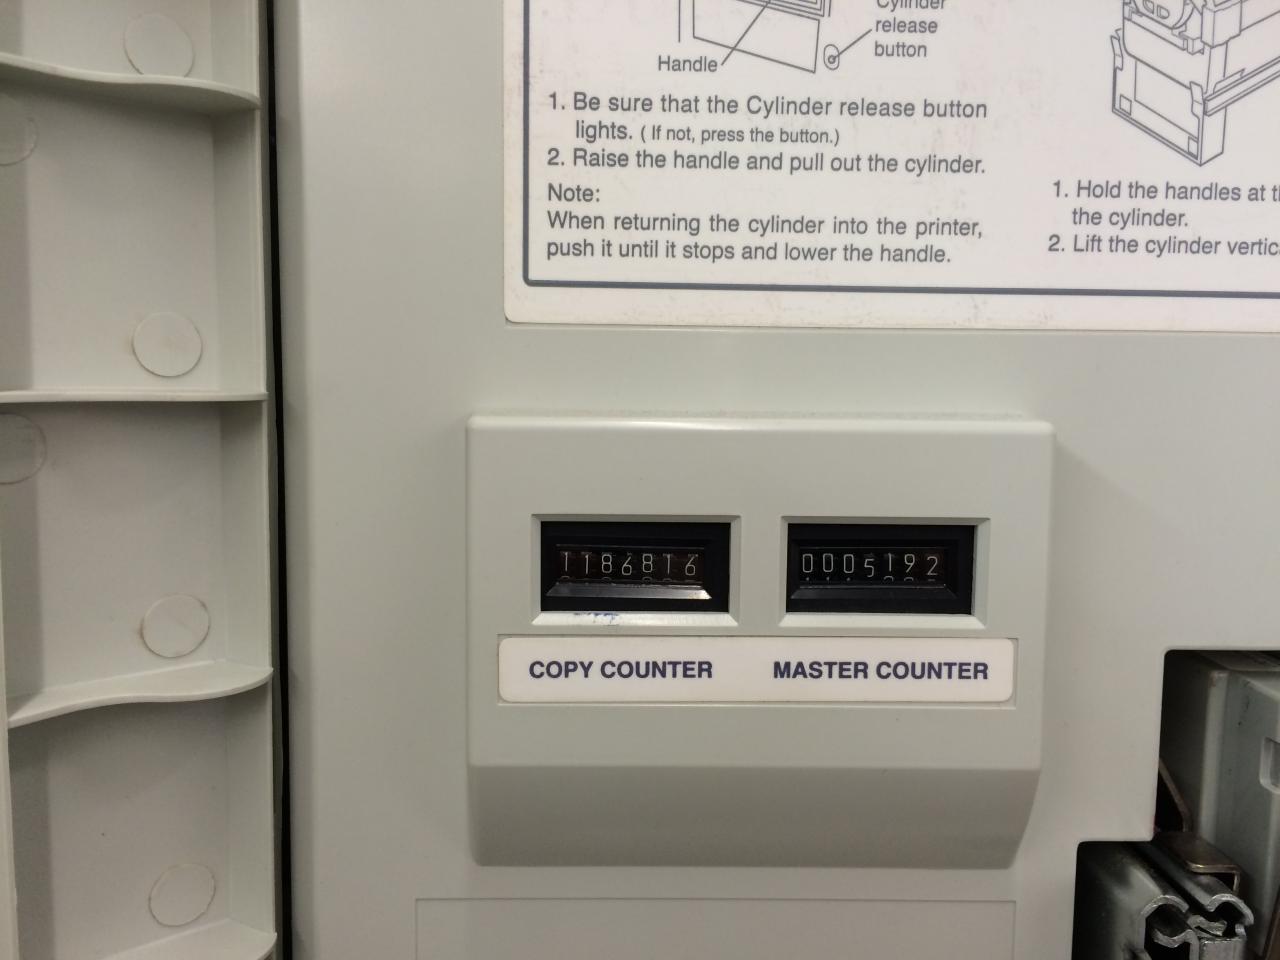 Cylinder
release
button
Handle
1. Be sure that the Cylinder release button
lights. ( If not, press the button.)
2. Raise the handle and pull out the cylinder.
Note:
When returning the cylinder into the printer,
push it until it stops and lower the handle.
1. Hold the handles at
the cylinder.
2. Lift the cylinder
1186816
0005192
COPY COUNTER
MASTER COUNTER